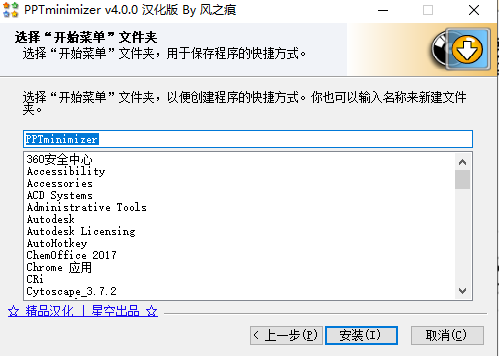 PPTminimizer v4.0.0 汉化版 By 风之痕
选择“开始菜单”文件夹
选择“开始菜单”文件夹，用于保存程序的快捷方式。
选择“开始菜单”文件夹，以便创建程序的快捷方式。你也可以输入名称来新建文件
夹。
PPTminimizer
360安全中心
Accessibility
Accessories
ACD Systems
Administrative Tools
Autodesk
Autodesk Licensing
AutoHotkey
ChemOffice 2017
Chrome 应用
CRi
Cytoscape_3.7.2
☆ 精品汉化 | 星空出品 ☆
< 上一步(P)
安装(I)
取消(C)